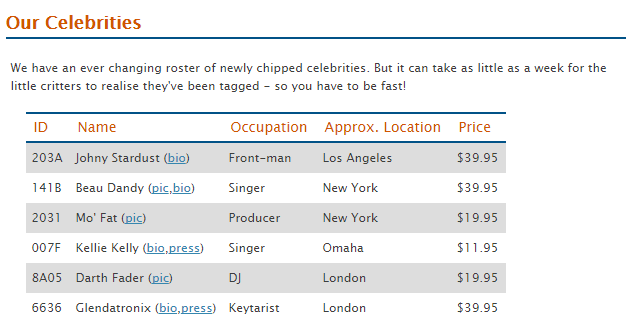 Our Celebrities
We have an ever changing roster of newly chipped celebrities. But it can take as little as a week for the
little critters to realise they've been tagged – so you have to be fast!
ID Name Occupation Approx. Location Price
203A Johny Stardust (bio) Front-man Los Angeles $39.95
141B Beau Dandy (pic,bio) Singer New York $39.95
2031 Mo' Fat (pic) Producer New York $19.95
007F Kellie Kelly (bio,press) Singer Omaha $11.95
8A05 Darth Fader (pic) DJ London $19.95
6636 Glendatronix (bio,press) Keytarist London $39.95